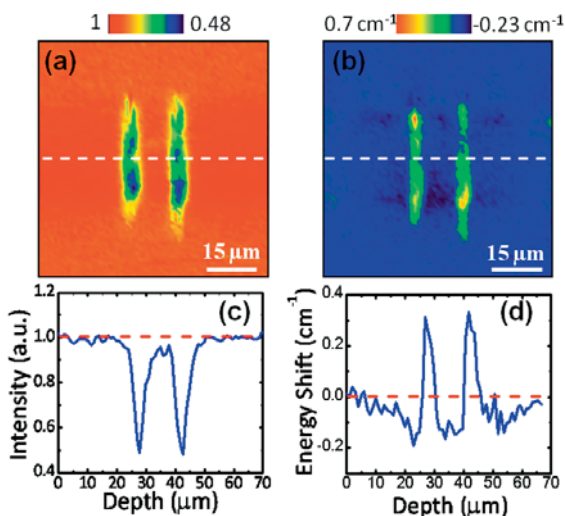 1 0.48
0.7 cm⁻¹ -0.23 cm⁻¹
(a)
(b)
15 µm
15 µm
(c)
(d)
Intensity (a.u.)
1.2
1.0
0.8
0.6
0.4
0 10 20 30 40 50 60 70
Depth (µm)
Energy Shift (cm⁻¹)
0.4
0.2
0.0
-0.2
0 10 20 30 40 50 60 70
Depth (µm)